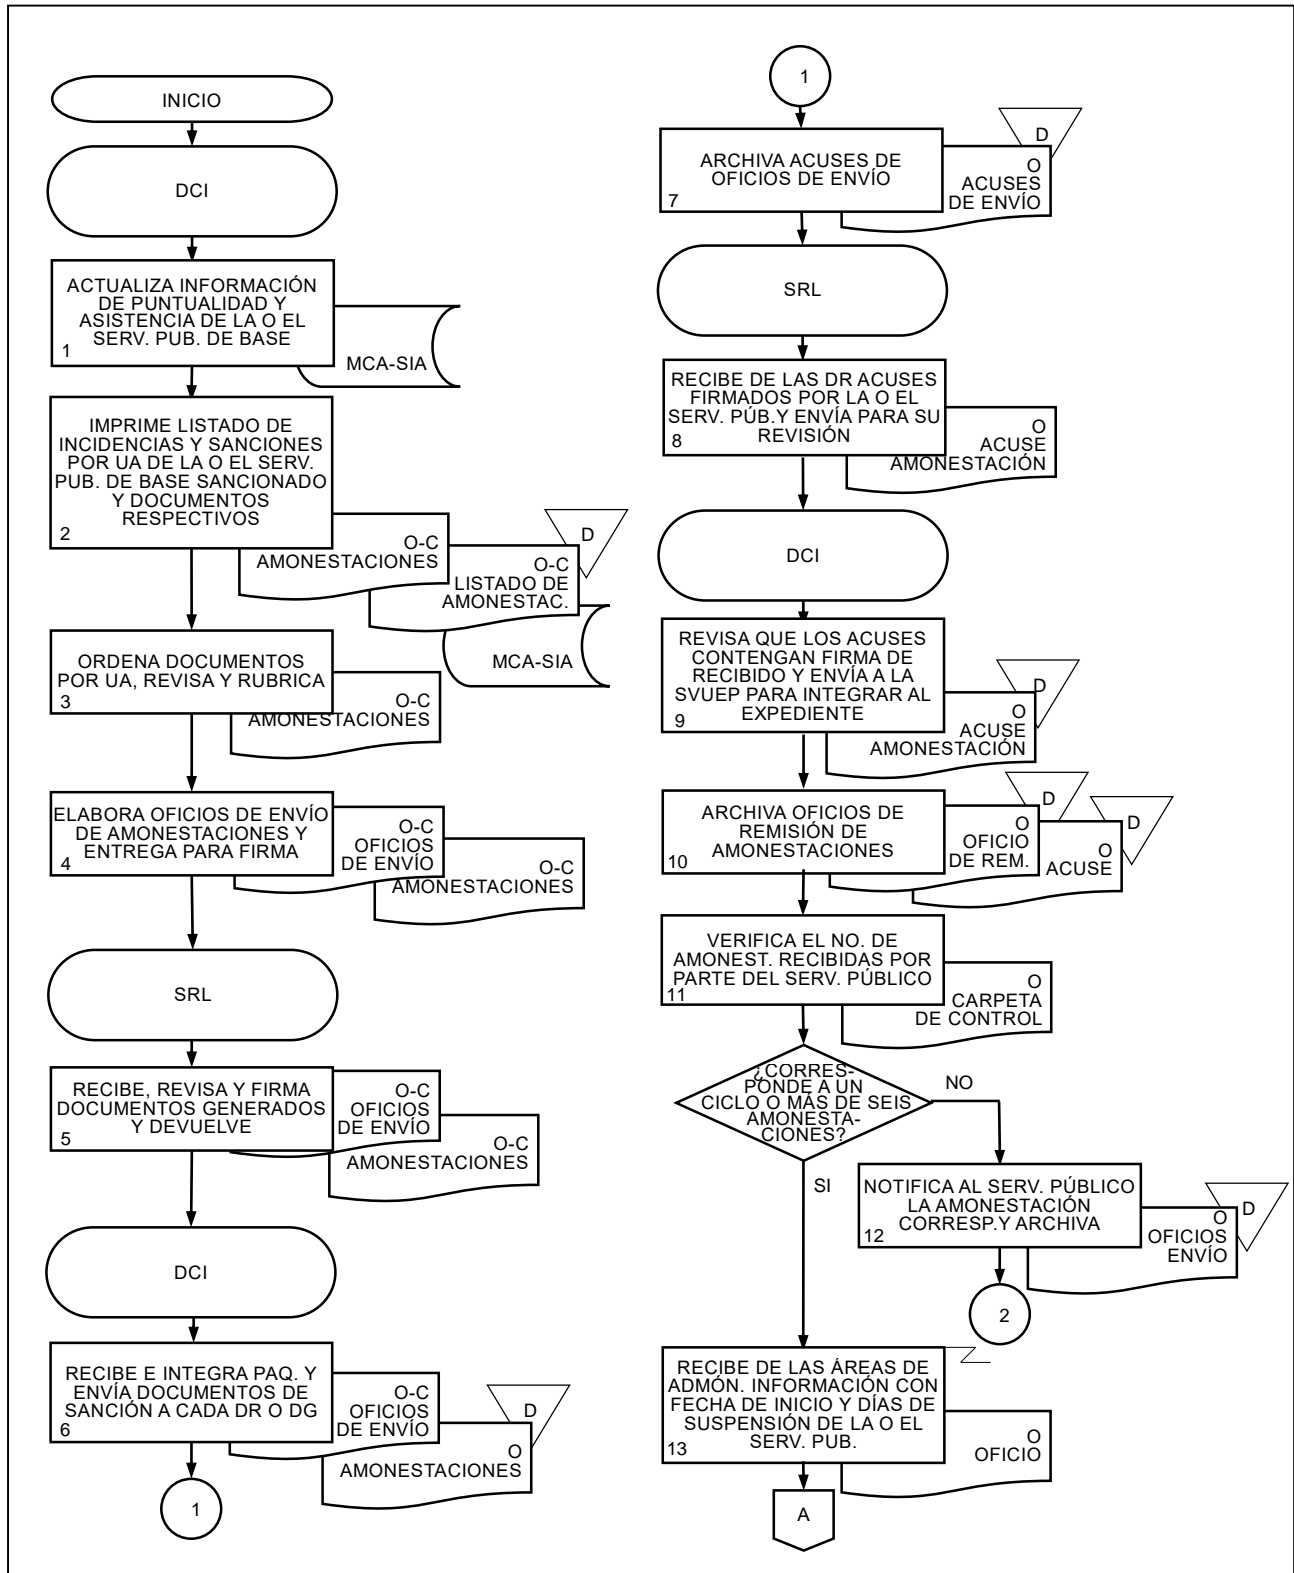 INICIO
DCI
ACTUALIZA INFORMACIÓN
DE PUNTUALIDAD Y
ASISTENCIA DE LA O EL
SERV. PUB. DE BASE
1
MCA-SIA
IMPRIME LISTADO DE
INCIDENCIAS Y SANCIONES
POR UA DE LA O EL SERV.
PUB. DE BASE SANCIONADO
Y DOCUMENTOS
RESPECTIVOS
2
O-C
AMONESTACIONES
D
O-C
LISTADO DE
AMONESTAC.
MCA-SIA
ORDENA DOCUMENTOS
POR UA, REVISA Y RUBRICA
3
O-C
AMONESTACIONES
ELABORA OFICIOS DE ENVÍO
DE AMONESTACIONES Y
ENTREGA PARA FIRMA
4
O-C
OFICIOS
DE ENVÍO
O-C
AMONESTACIONES
SRL
RECIBE, REVISA Y FIRMA
DOCUMENTOS GENERADOS
Y DEVUELVE
5
O-C
OFICIOS
DE ENVÍO
O-C
AMONESTACIONES
DCI
RECIBE E INTEGRA PAQ. Y
ENVÍA DOCUMENTOS DE
SANCIÓN A CADA DR O DG
6
O-C
OFICIOS
DE ENVÍO
D
O
AMONESTACIONES
1
1
ARCHIVA ACUSES DE
OFICIOS DE ENVÍO
7
D
O
ACUSES
DE ENVÍO
SRL
RECIBE DE LAS DR ACUSES
FIRMADOS POR LA O EL
SERV. PÚB.Y ENVÍA PARA SU
REVISIÓN
8
O
ACUSE
AMONESTACIÓN
DCI
REVISA QUE LOS ACUSES
CONTENGAN FIRMA DE
RECIBIDO Y ENVÍA A LA
SVUEP PARA INTEGRAR AL
EXPEDIENTE
9
D
O
ACUSE
AMONESTACIÓN
ARCHIVA OFICIOS DE
REMISIÓN DE
AMONESTACIONES
10
D
O
OFICIO
DE REM.
D
O
ACUSE
VERIFICA EL NO. DE
AMONEST. RECIBIDAS POR
PARTE DEL SERV. PÚBLICO
11
O
CARPETA
DE CONTROL
¿CORRES-
PONDE A UN
CICLO O MÁS DE SEIS
AMONESTA-
CIONES?
NO
SI
NOTIFICA AL SERV. PÚBLICO
LA AMONESTACIÓN
CORRESP.Y ARCHIVA
12
D
O
OFICIOS
ENVÍO
2
RECIBE DE LAS ÁREAS DE
ADMÓN. INFORMACIÓN CON
FECHA DE INICIO Y DÍAS DE
SUSPENSIÓN DE LA O EL
SERV. PUB.
13
O
OFICIO
A